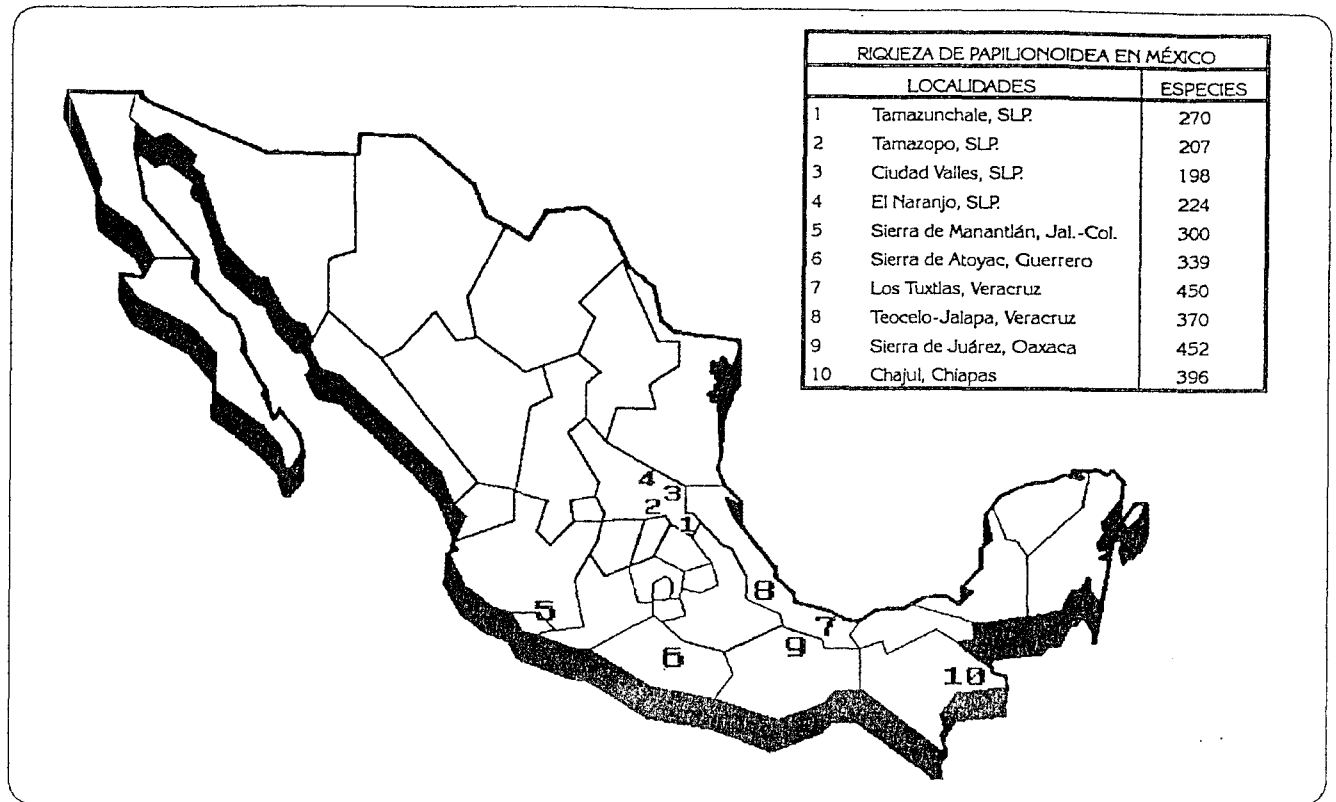 RIQUEZA DE PAPILIONOIDEA EN MÉXICO
LOCALIDADES ESPECIES
1 Tamazunchale, SLP. 270
2 Tamazopo, SLP. 207
3 Ciudad Valles, SLP. 198
4 El Naranjo, SLP. 224
5 Sierra de Manantlán, Jal.-Col. 300
6 Sierra de Atoyac, Guerrero 339
7 Los Tuxtlas, Veracruz 450
8 Teocelo-Jalapa, Veracruz 370
9 Sierra de Juárez, Oaxaca 452
10 Chajul, Chiapas 396
4
3
2
1
8
5
7
9
6
10